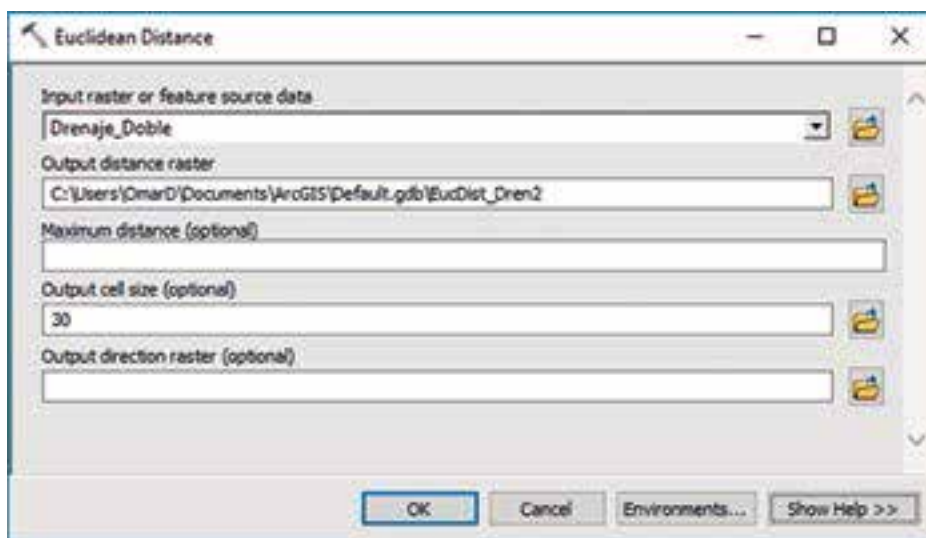 Euclidean Distance
Input raster or feature source data
Drenaje_Doble
Output distance raster
C:\Users\OmarD\Documents\ArcGIS\Default.gdb\EucDist_Dren2
Maximum distance (optional)
Output cell size (optional)
30
Output direction raster (optional)
OK Cancel Environments... Show Help >>